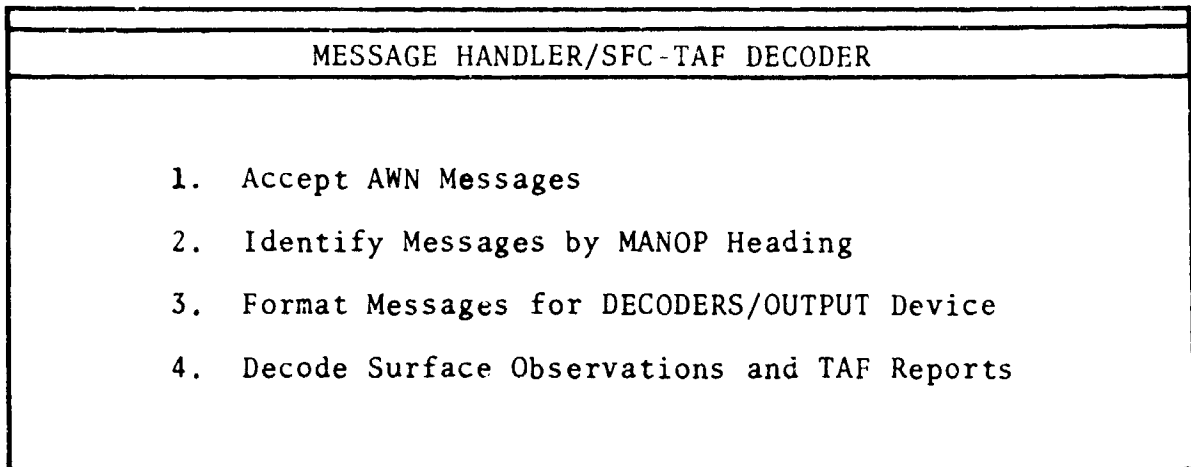 MESSAGE HANDLER/SFC-TAF DECODER
1. Accept AWN Messages
2. Identify Messages by MANOP Heading
3. Format Messages for DECODERS/OUTPUT Device
4. Decode Surface Observations and TAF Reports